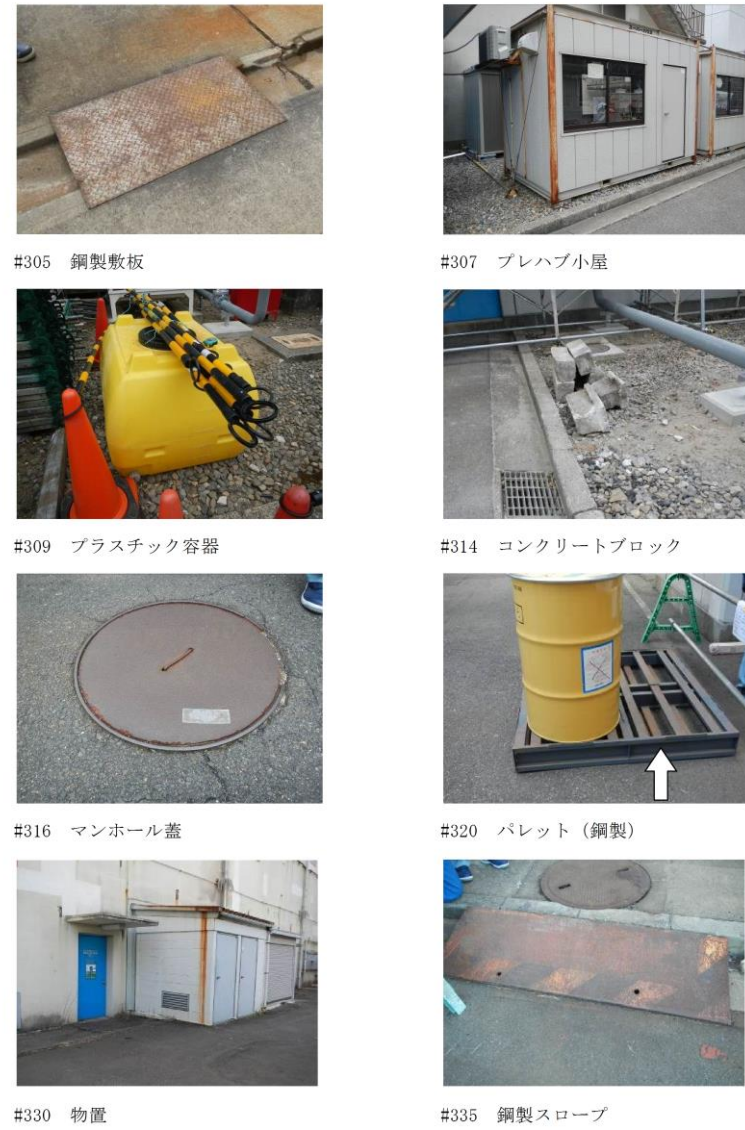 #305 鋼製敷板
#307 プレハブ小屋
#309 プラスチック容器
#314 コンクリートブロック
#316 マンホール蓋
#320 パレット（鋼製）
#330 物置
#335 鋼製スロープ